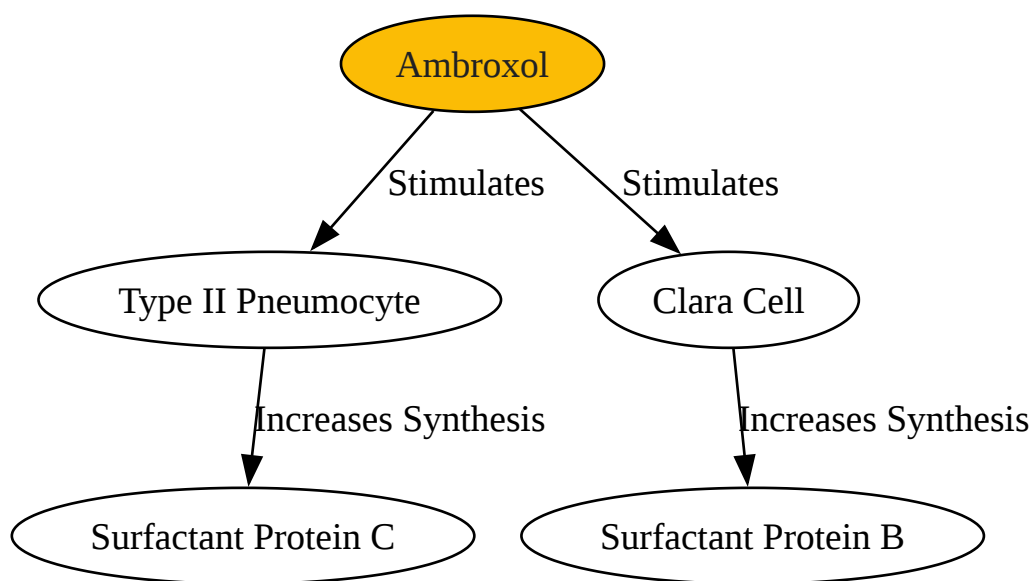 Ambroxol
Stimulates
Stimulates
Type II Pneumocyte
Clara Cell
Increases Synthesis
Increases Synthesis
Surfactant Protein C
Surfactant Protein B